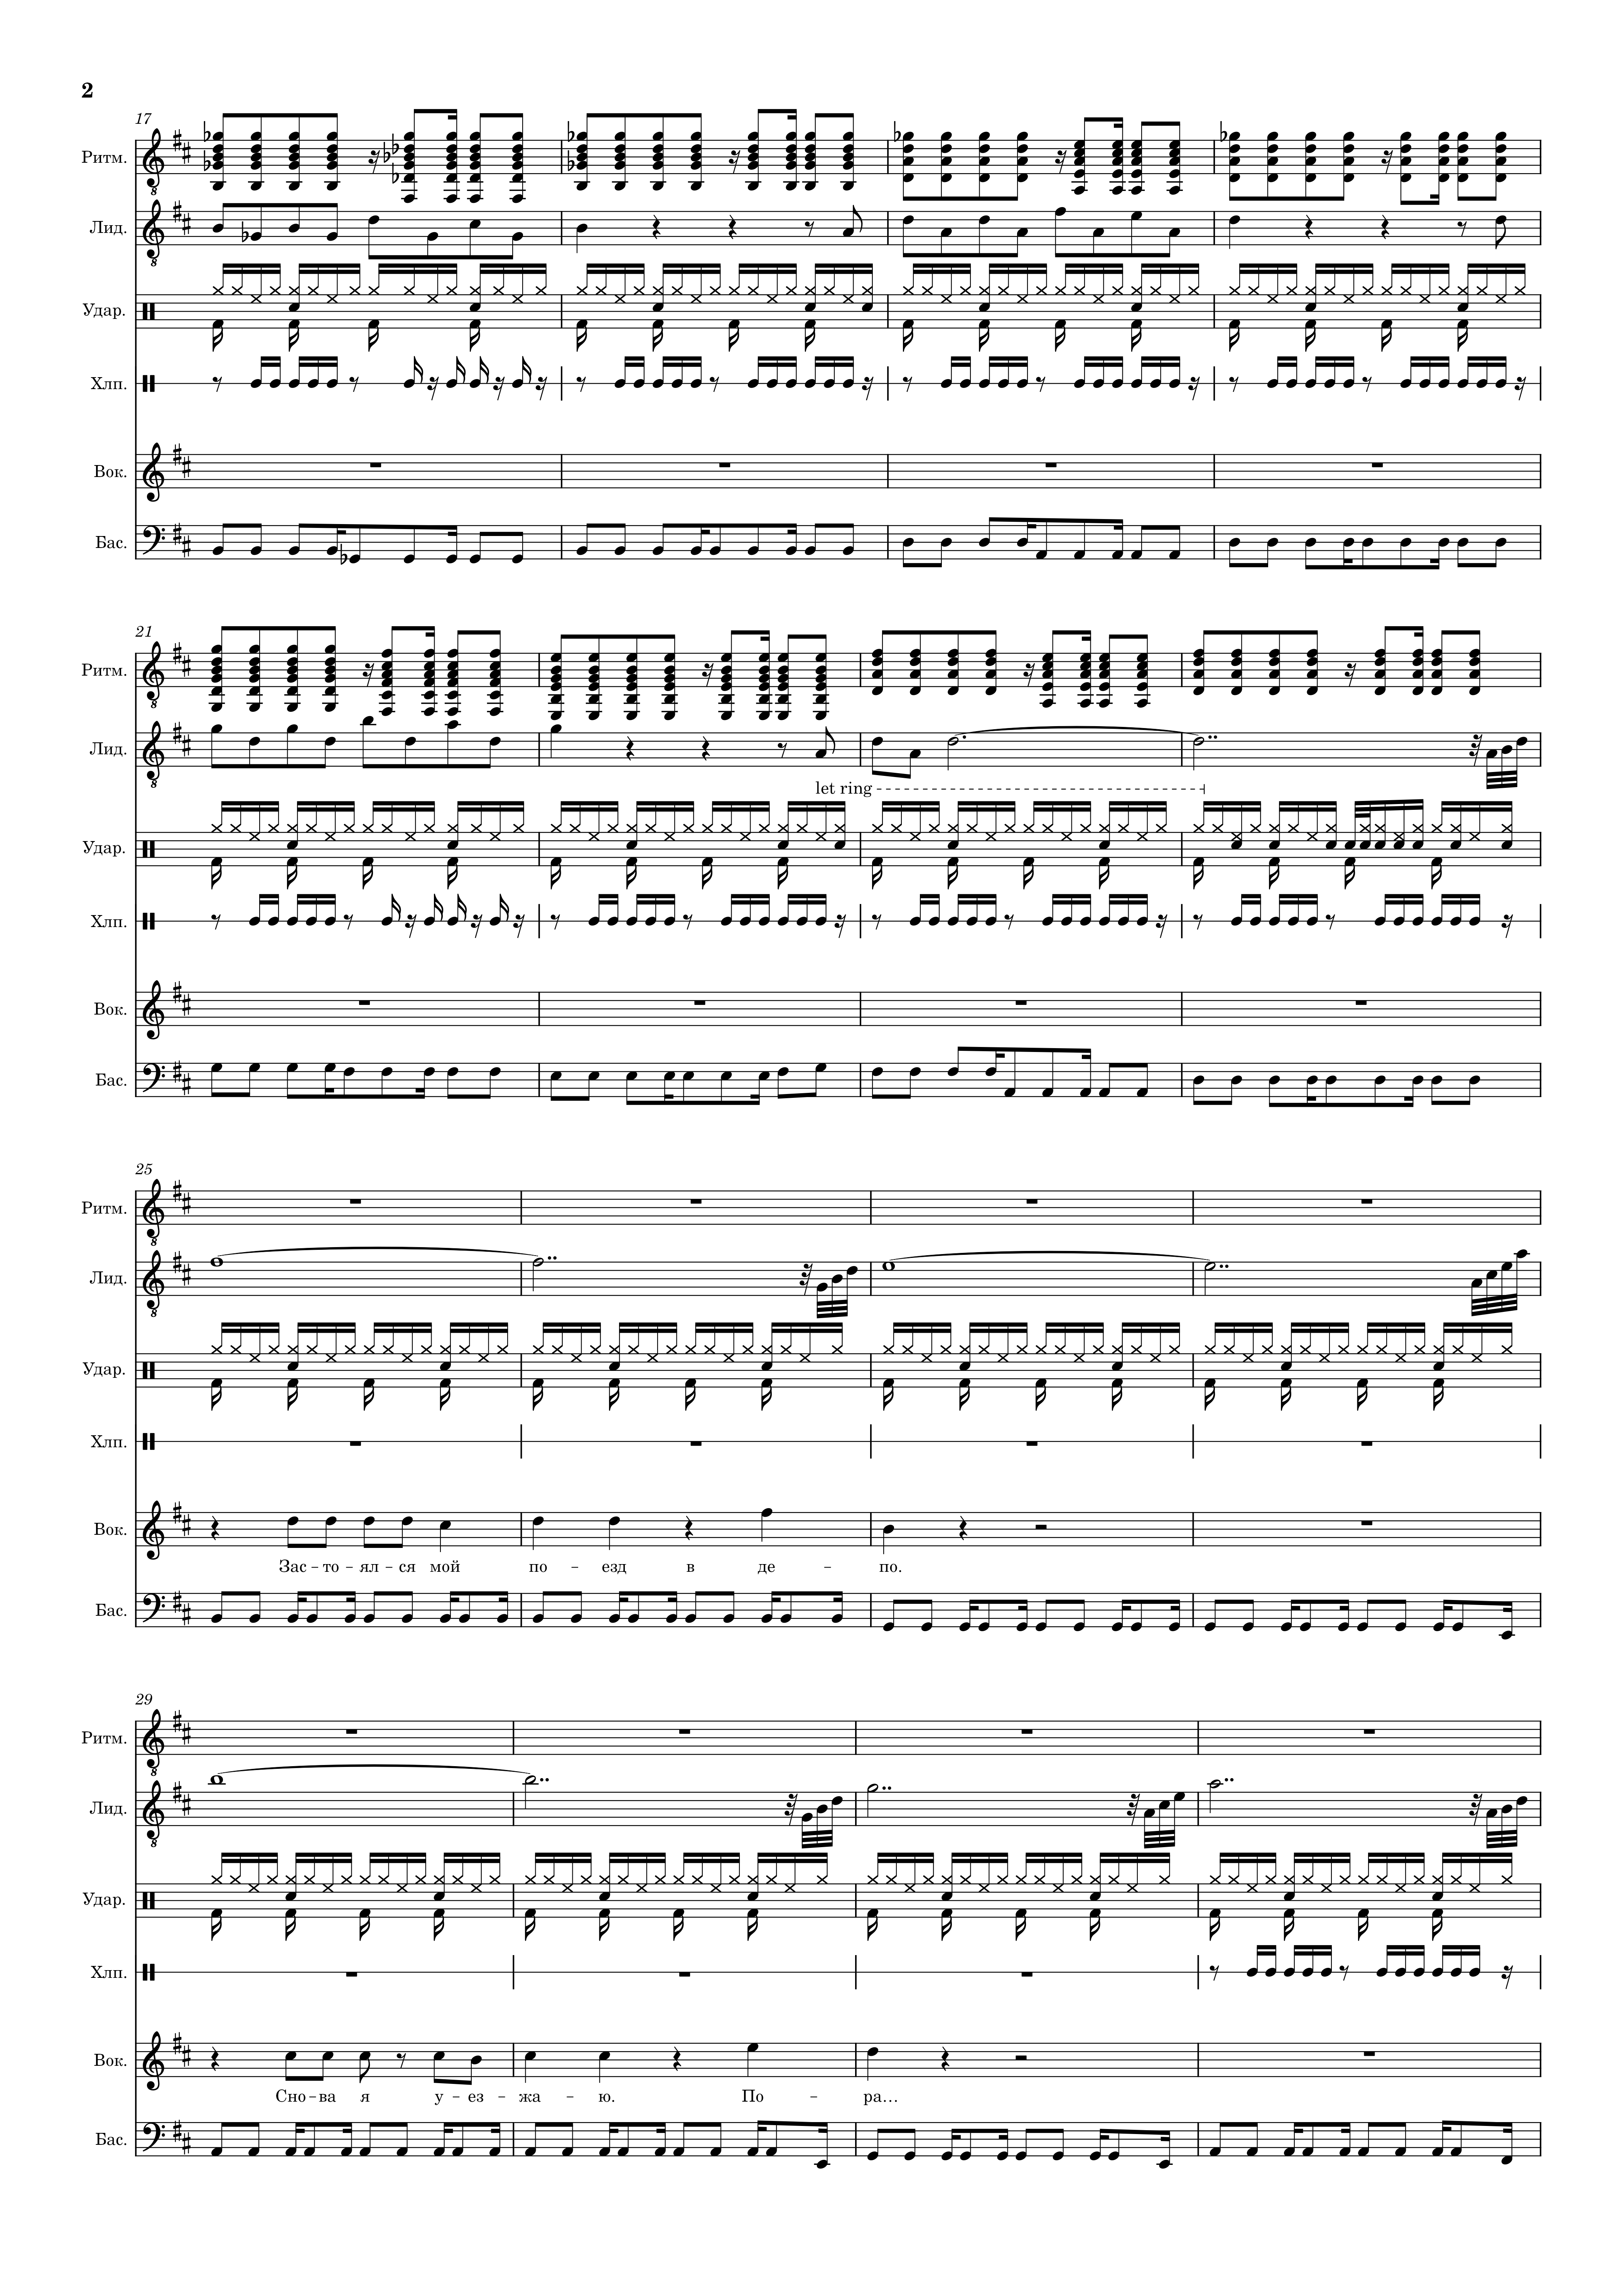 2
17
Ритм.
Лид.
Удар.
Хлп.
Вок.
Бас.
21
Ритм.
Лид.
let ring
Удар.
Хлп.
Вок.
Бас.
25
Ритм.
Лид.
Удар.
Хлп.
Вок.
Зас – то – ял – ся мой по – езд в де – по.
Бас.
29
Ритм.
Лид.
Удар.
Хлп.
Вок.
Сно – ва я у – ез – жа – ю. По – ра...
Бас.